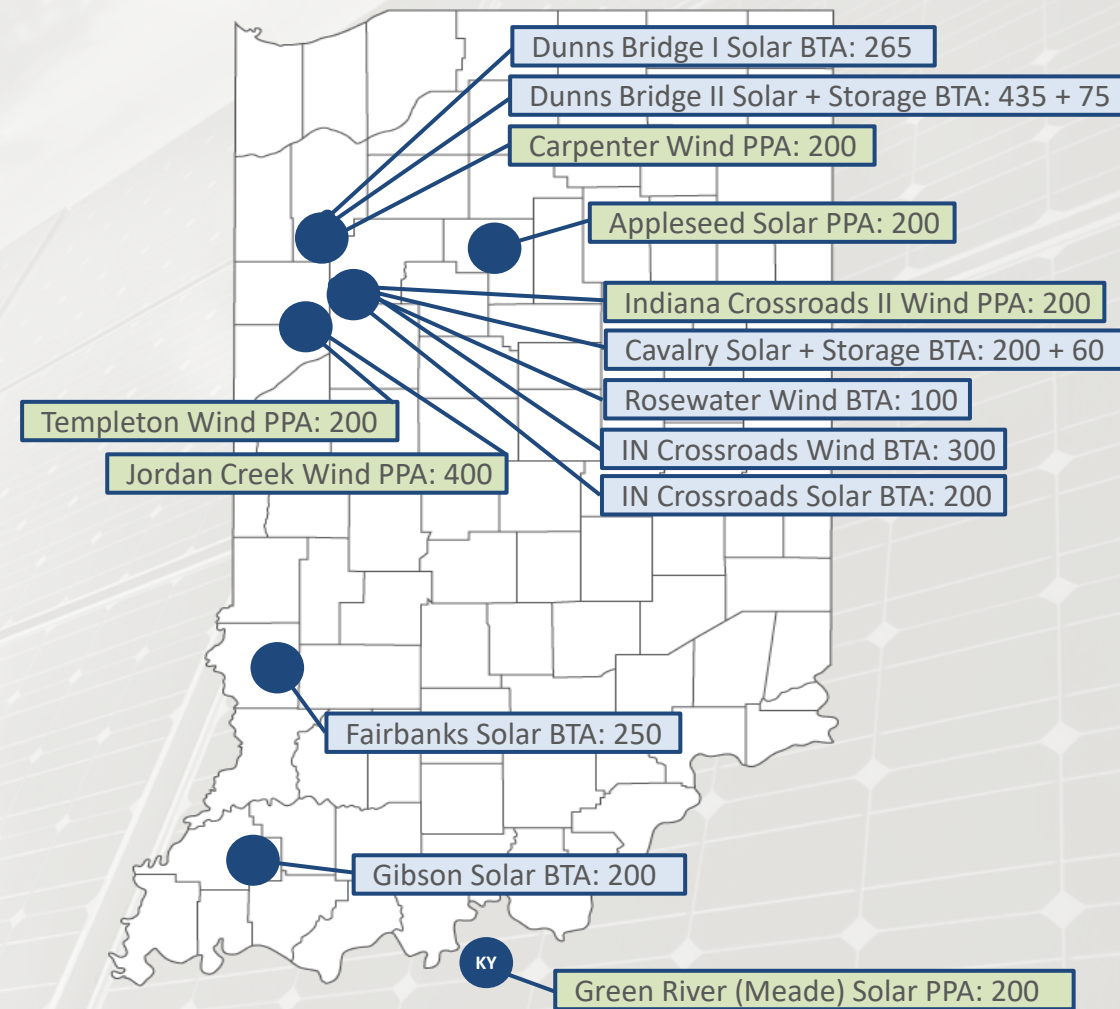 Dunns Bridge I Solar BTA: 265
Dunns Bridge II Solar + Storage BTA: 435 + 75
Carpenter Wind PPA: 200
Appleseed Solar PPA: 200
Indiana Crossroads II Wind PPA: 200
Cavalry Solar + Storage BTA: 200 + 60
Rosewater Wind BTA: 100
Templeton Wind PPA: 200
IN Crossroads Wind BTA: 300
Jordan Creek Wind PPA: 400
IN Crossroads Solar BTA: 200
Fairbanks Solar BTA: 250
Gibson Solar BTA: 200
KY
Green River (Meade) Solar PPA: 200